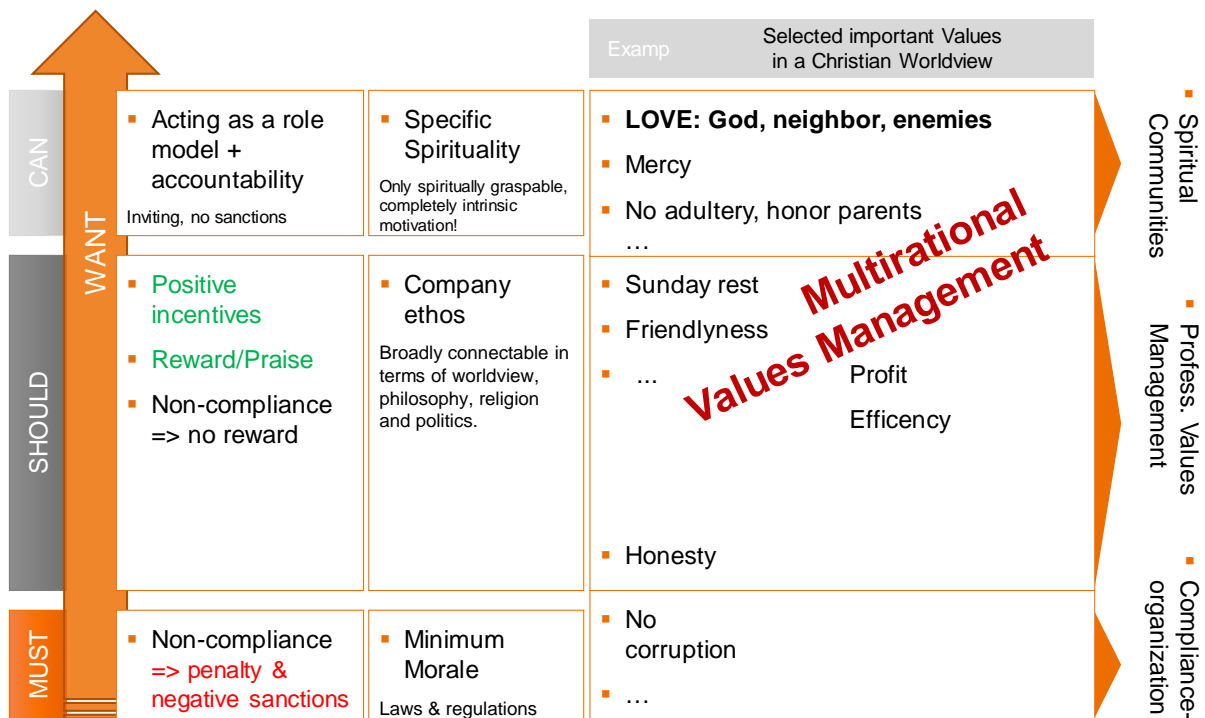 Examp
Selected important Values
in a Christian Worldview
WANT
CAN
▪ Acting as a role
model +
accountability
Inviting, no sanctions
▪ Specific
Spirituality
Only spiritually graspable,
completely intrinsic
motivation!
▪ LOVE: God, neighbor, enemies
▪ Mercy
▪ No adultery, honor parents
…
▪ Spiritual
Communities
Multirational
Values Management
SHOULD
▪ Positive
incentives
▪ Reward/Praise
▪ Non-compliance
=> no reward
▪ Company
ethos
Broadly connectable in
terms of worldview,
philosophy, religion
and politics.
▪ Sunday rest
▪ Friendlyness
▪ ... Profit
Efficency
▪ Honesty
▪ Profess. Values
Management
MUST
▪ Non-compliance
=> penalty &
negative sanctions
▪ Minimum
Morale
Laws & regulations
▪ No
corruption
▪ …
▪ Compliance-
organization